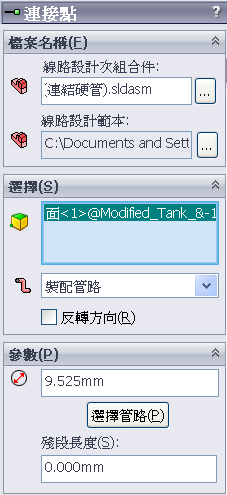 連接點
?
檔案名稱(F)
線路設計次組合件:
連結硬管).sldasm
...
線路設計範本:
C:\Documents and Sett
...
選擇(S)
面<1>@Modified_Tank_&-1
裝配管路
反轉方向(R)
參數(P)
9.525mm
選擇管路(P)
殘段長度(S):
0.000mm